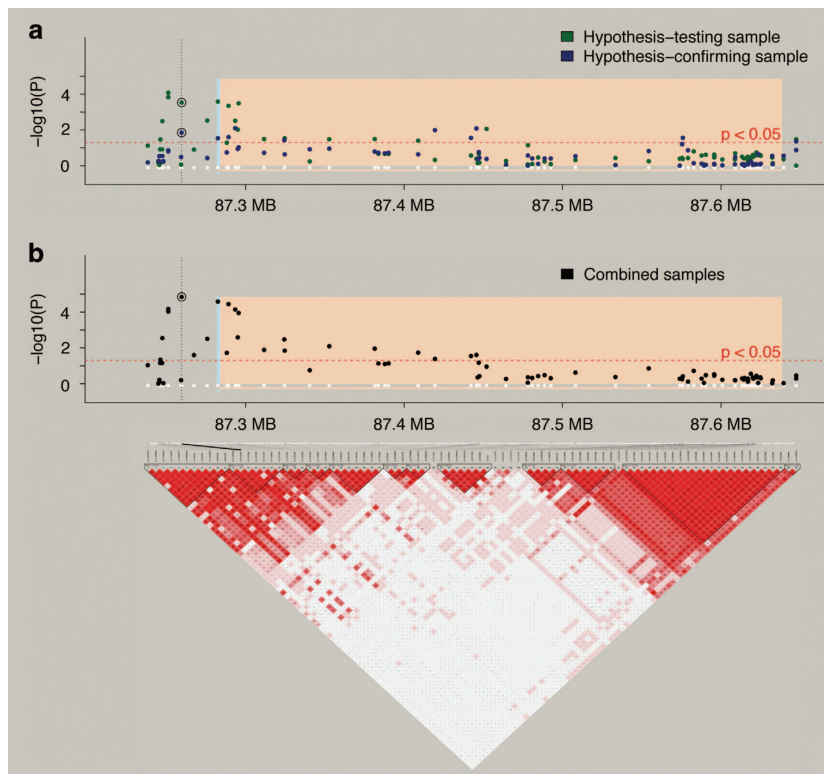 a
Hypothesis-testing sample
Hypothesis-confirming sample
-log10(P)
4
2
0
p < 0.05
87.3 MB
87.4 MB
87.5 MB
87.6 MB
b
Combined samples
-log10(P)
4
2
0
p < 0.05
87.3 MB
87.4 MB
87.5 MB
87.6 MB